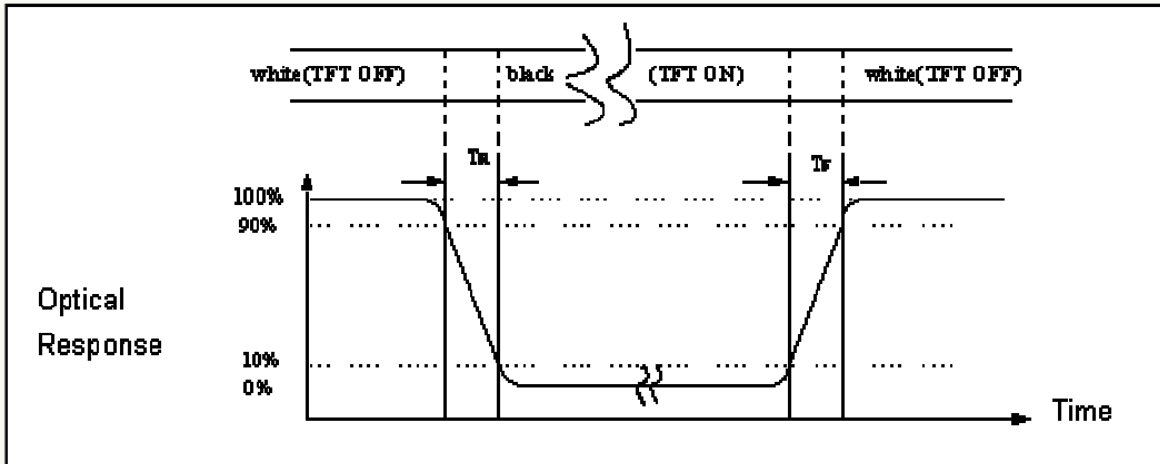 white(TFT OFF) black (TFT ON) white(TFT OFF)
TR TF
100%
90%
Optical
Response
10%
0%
Time